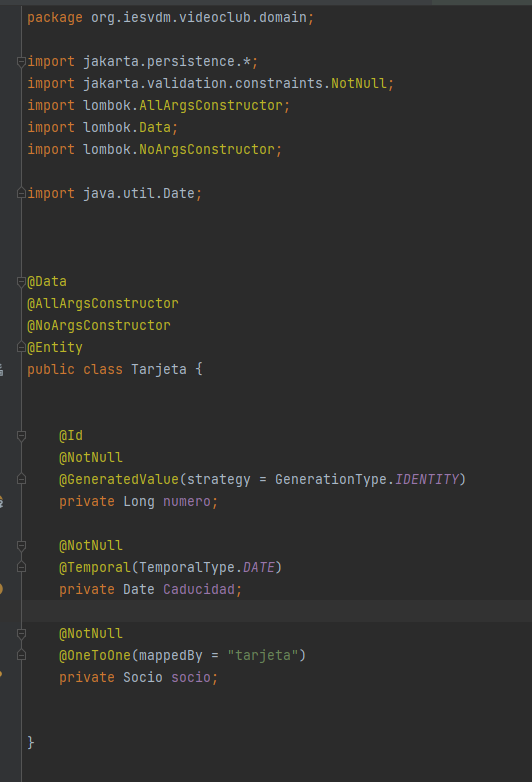 package org.iesvdm.videoclub.domain;
import jakarta.persistence.*;
import jakarta.validation.constraints.NotNull;
import lombok.AllArgsConstructor;
import lombok.Data;
import lombok.NoArgsConstructor;
import java.util.Date;
@Data
@AllArgsConstructor
@NoArgsConstructor
@Entity
public class Tarjeta {
@Id
@NotNull
@GeneratedValue(strategy = GenerationType.IDENTITY)
private Long numero;
@NotNull
@Temporal(TemporalType.DATE)
private Date Caducidad;
@NotNull
@OneToOne(mappedBy = "tarjeta")
private Socio socio;
}